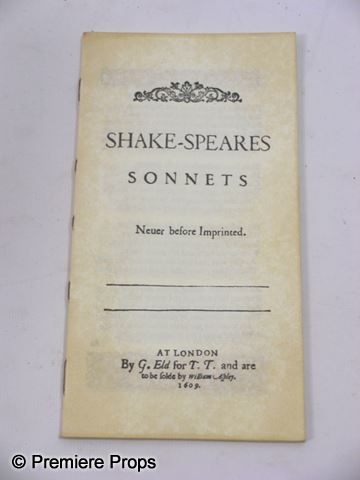 SHAKE-SPEARES
SONNETS
Neuer before Imprinted.
AT LONDON
By G. Eld for T. T. and are
to be solde by William Aspley.
1609.
© Premiere Props